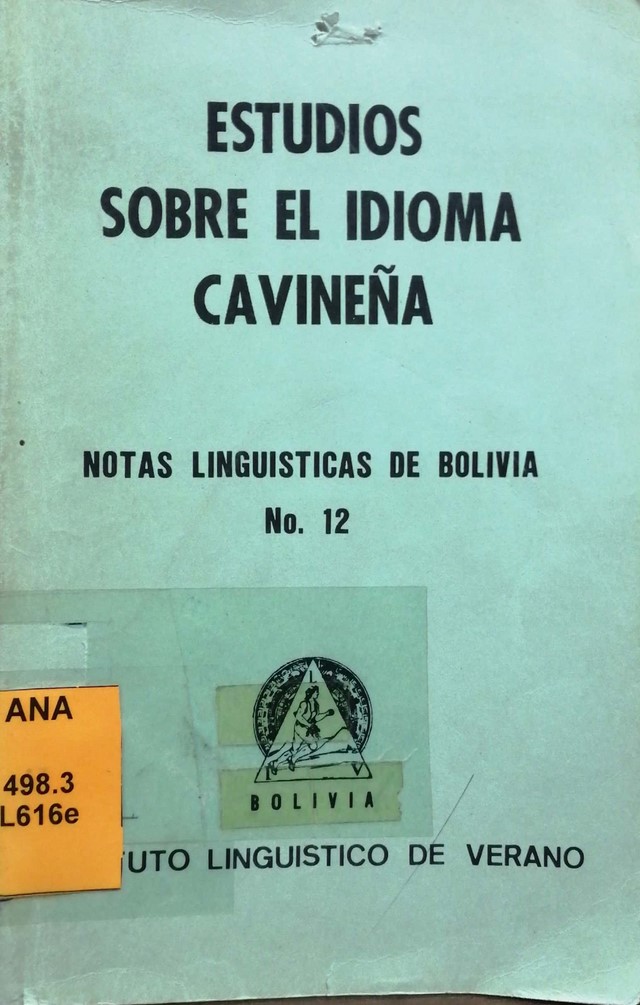 ESTUDIOS
SOBRE EL IDIOMA
CAVINEÑA
NOTAS LINGUISTICAS DE BOLIVIA
No. 12
I
I V
BOLIVIA
ANA
498.3
L616e
TUTO LINGUISTICO DE VERANO